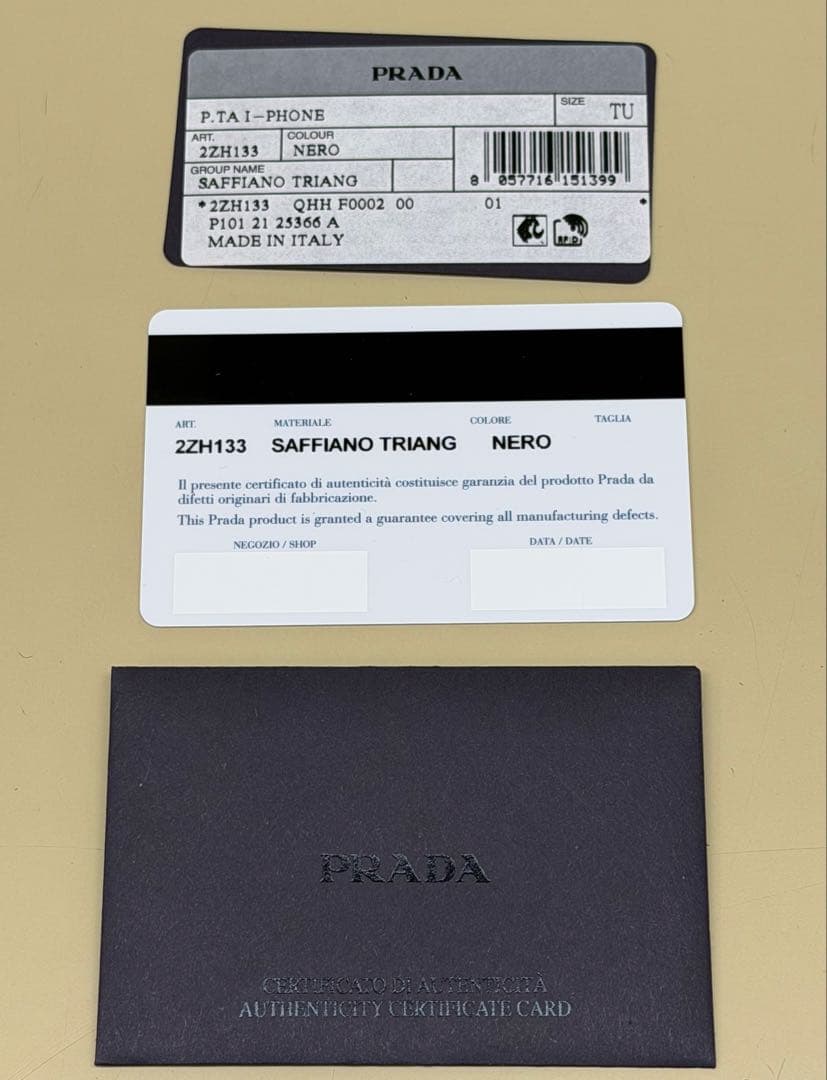 PRADA
P.TA I-PHONE
SIZE
TU
ART.
2ZH133
COLOUR
NERO
GROUP NAME
SAFFIANO TRIANG
8 057716 151399
*2ZH133 QHH F0002 00 01 *
P101 21 25366 A
MADE IN ITALY
RFID
ART. MATERIALE COLORE TAGLIA
2ZH133 SAFFIANO TRIANG NERO
Il presente certificato di autenticità costituisce garanzia del prodotto Prada da
difetti originari di fabbricazione.
This Prada product is granted a guarantee covering all manufacturing defects.
NEGOZIO / SHOP DATA / DATE
PRADA
CERTIFICATO DI AUTENTICITÀ
AUTHENTICITY CERTIFICATE CARD